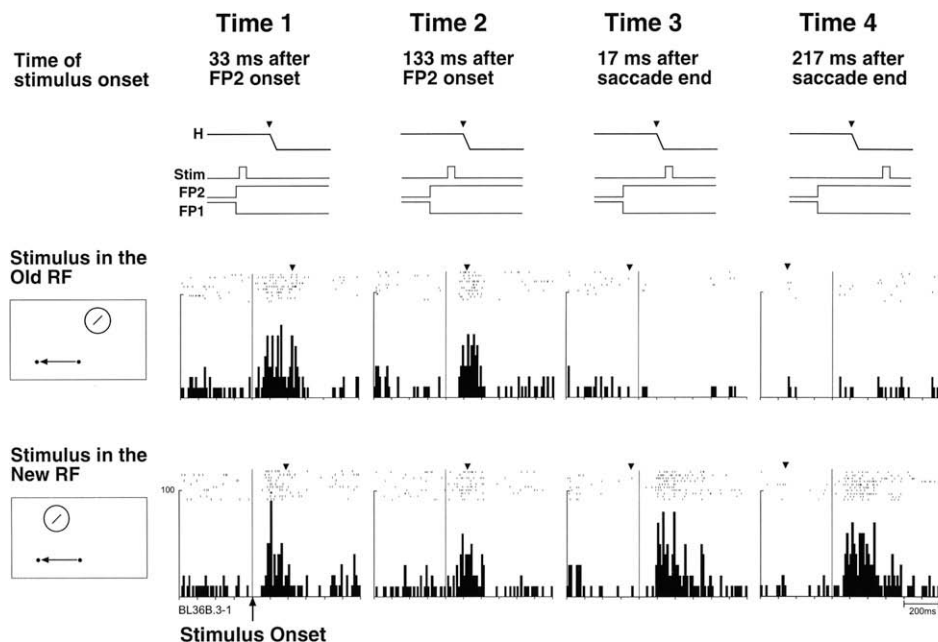 Time 1 Time 2 Time 3 Time 4
Time of
stimulus onset
33 ms after
FP2 onset
133 ms after
FP2 onset
17 ms after
saccade end
217 ms after
saccade end
H
Stim
FP2
FP1
Stimulus in the
Old RF
Stimulus in the
New RF
100
BL36B.3-1
200ms
Stimulus Onset